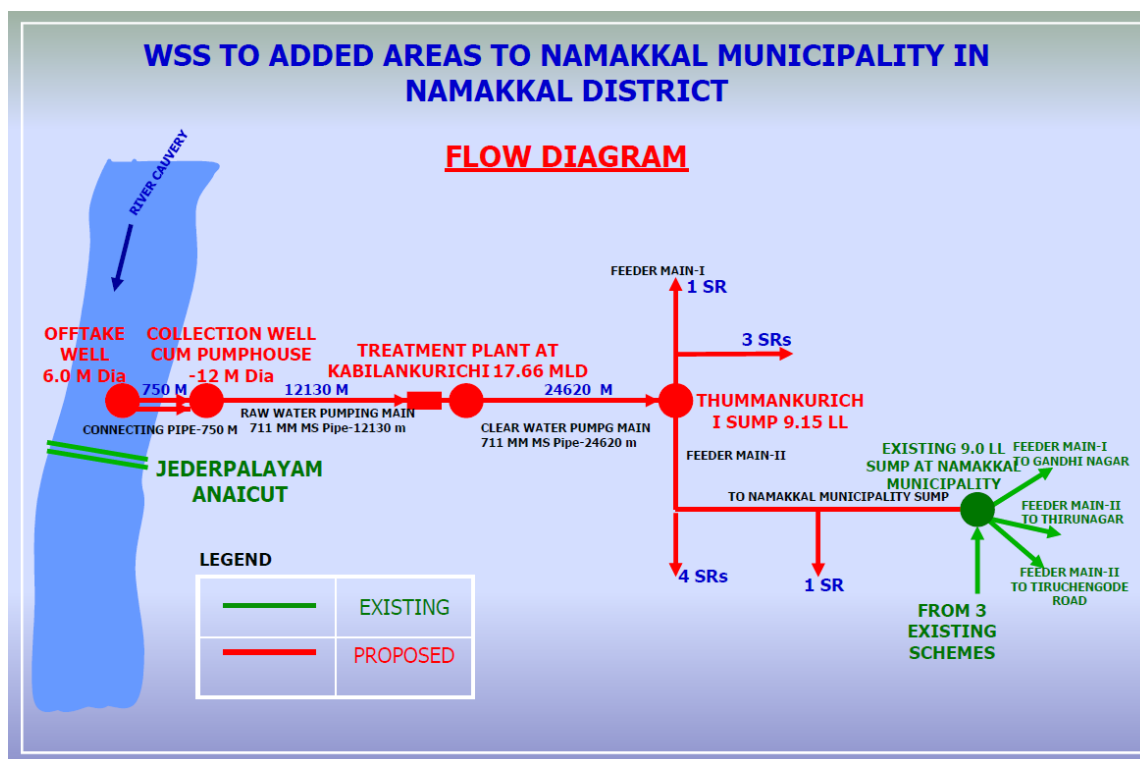 WSS TO ADDED AREAS TO NAMAKKAL MUNICIPALITY IN
NAMAKKAL DISTRICT
FLOW DIAGRAM
RIVER CAUVERY
OFFTAKE
WELL
6.0 M Dia
COLLECTION WELL
CUM PUMPHOUSE
-12 M Dia
TREATMENT PLANT AT
KABILANKURICHI 17.66 MLD
FEEDER MAIN-I
1 SR
3 SRs
750 M
12130 M
24620 M
CONNECTING PIPE-750 M
RAW WATER PUMPING MAIN
711 MM MS Pipe-12130 m
CLEAR WATER PUMPG MAIN
711 MM MS Pipe-24620 m
THUMMANKURICH
I SUMP 9.15 LL
FEEDER MAIN-II
JEDERPALAYAM
ANAICUT
EXISTING 9.0 LL
SUMP AT NAMAKKAL
MUNICIPALITY
TO NAMAKKAL MUNICIPALITY SUMP
FEEDER MAIN-I
TO GANDHI NAGAR
FEEDER MAIN-II
TO THIRUNAGAR
FEEDER MAIN-II
TO TIRUCHENGODE
ROAD
4 SRs
1 SR
FROM 3
EXISTING
SCHEMES
LEGEND
EXISTING
PROPOSED